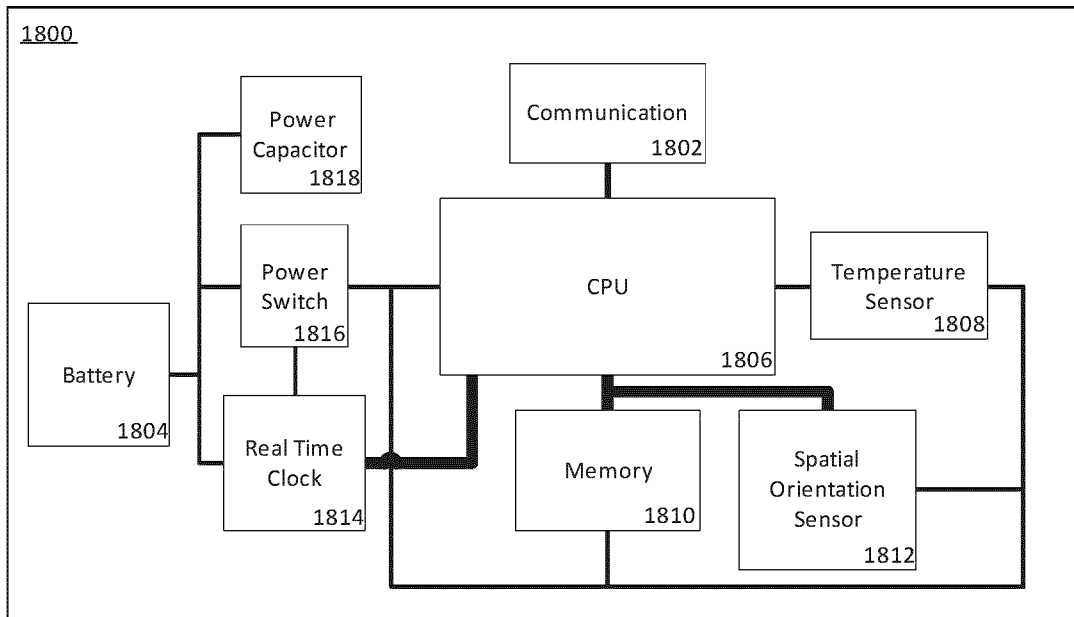 1800
Power
Capacitor
1818
Communication
1802
Power
Switch
1816
CPU
1806
Temperature
Sensor
1808
Battery
1804
Real Time
Clock
1814
Memory
1810
Spatial
Orientation
Sensor
1812